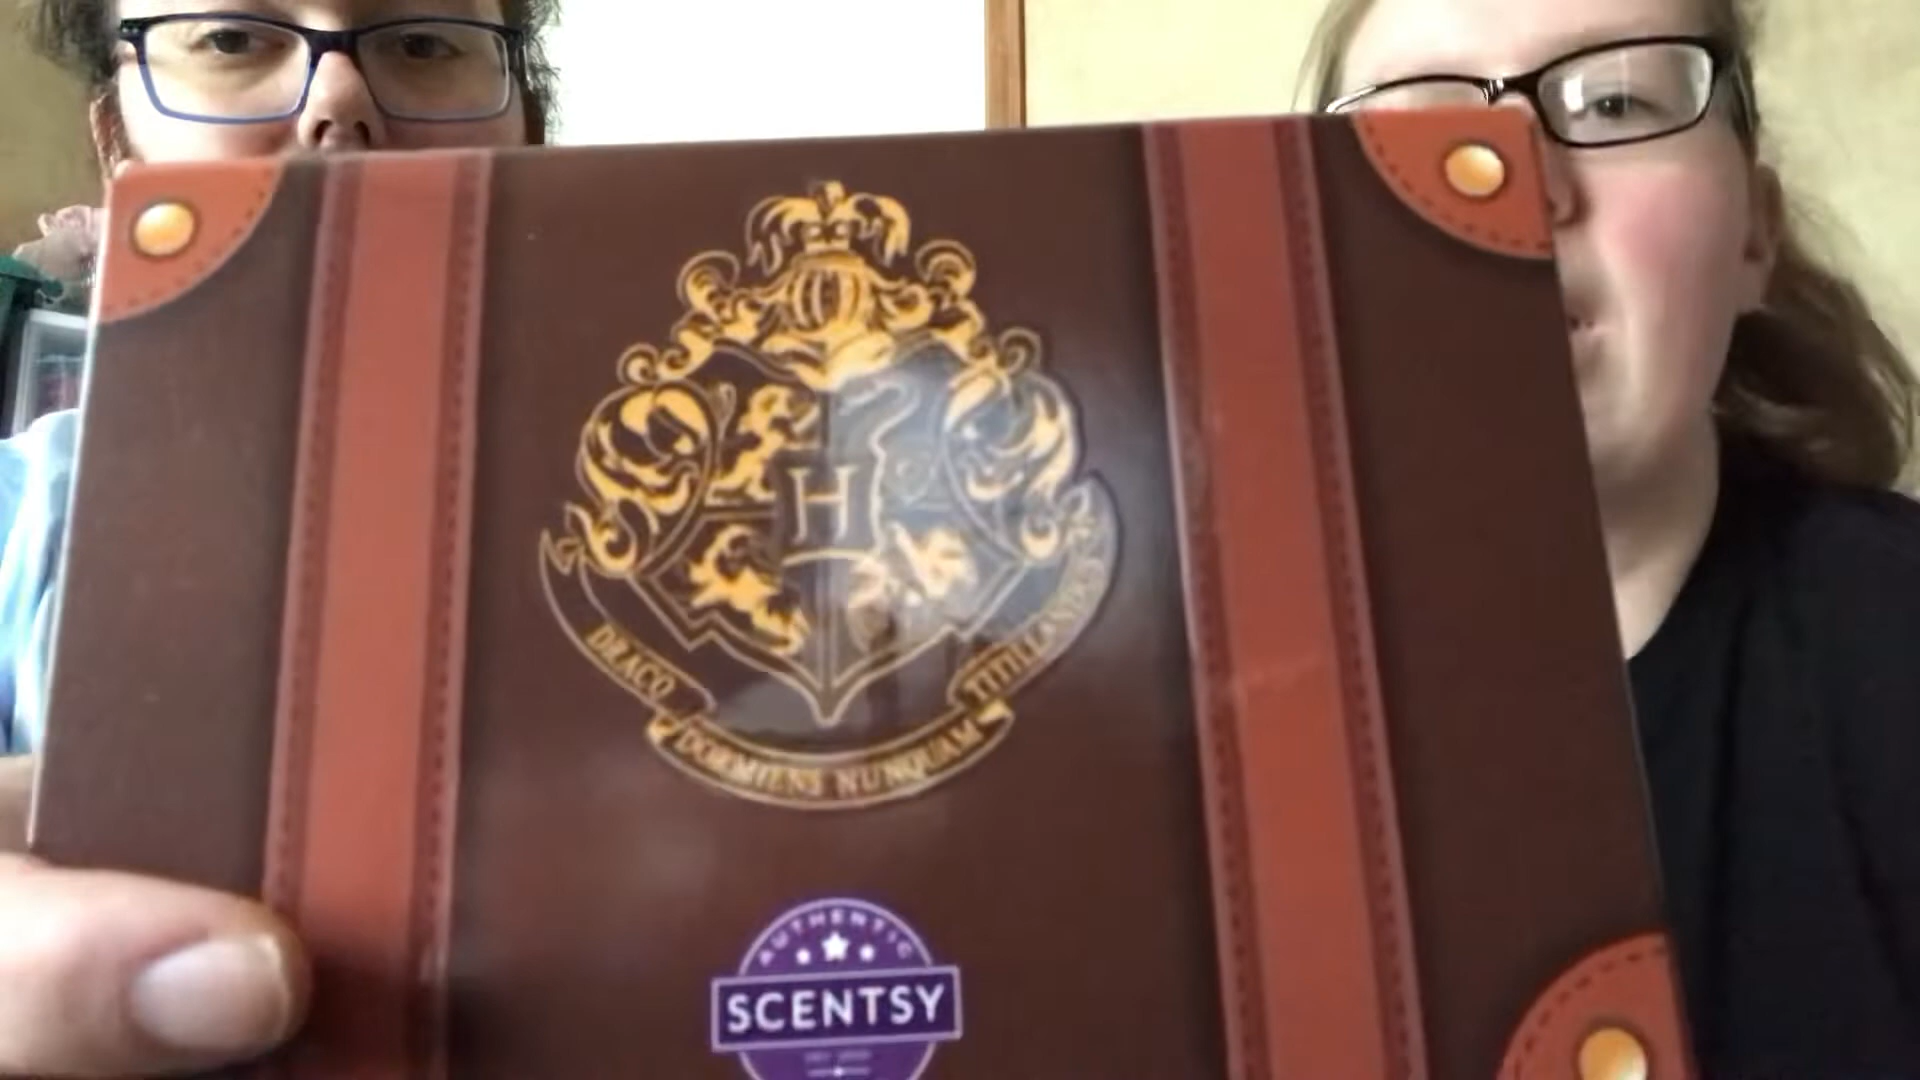 H
DRACO
DORMIENS NUNQUAM
TITILLANDUS
AUTHENTIC
SCENTSY